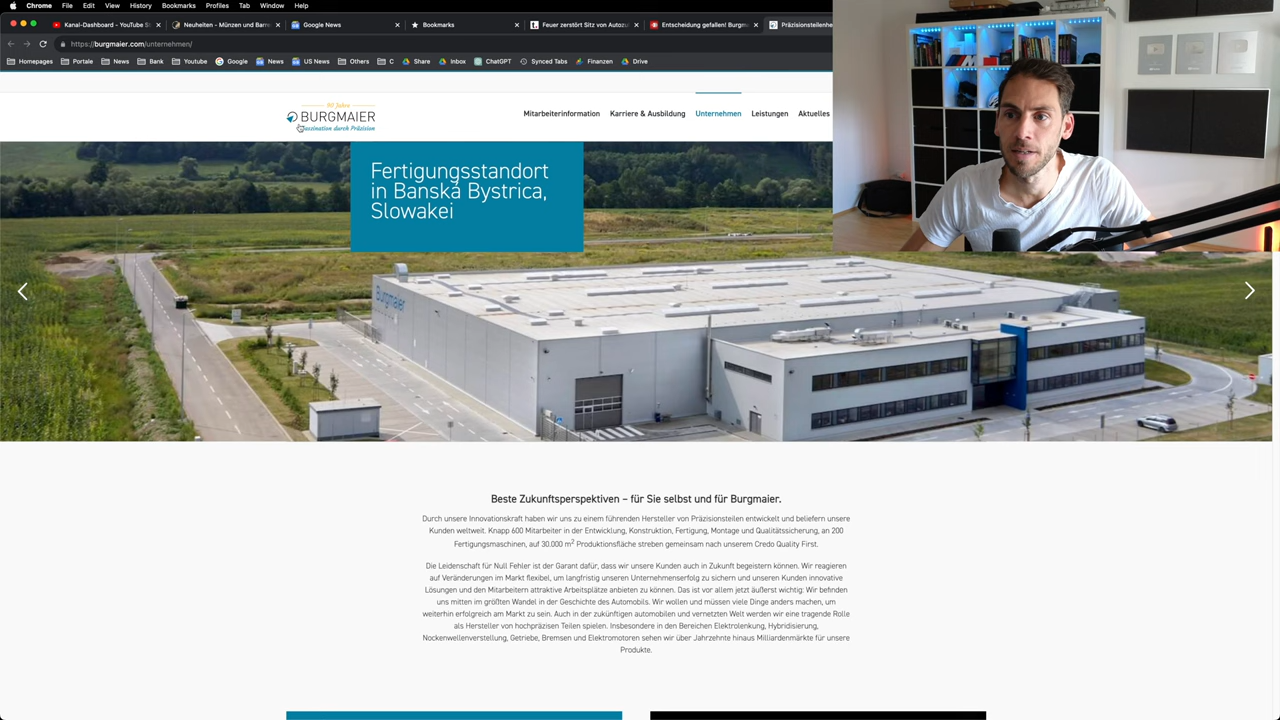 Chrome File Edit View History Bookmarks Profiles Tab Window Help
Kanal-Dashboard - YouTube St
Neuheiten – Münzen und Barre
Google News
Bookmarks
Feuer zerstört Sitz von Autozu
Entscheidung gefallen! Burgm
Präzisionsteilehe
https://burgmaier.com/unternehmen/
Homepages Portale News Bank Youtube Google News US News Others C Share Inbox ChatGPT Synced Tabs Finanzen Drive
90 Jahre
BURGMAIER
Faszination durch Präzision
Mitarbeiterinformation Karriere & Ausbildung Unternehmen Leistungen Aktuelles
Fertigungsstandort
in Banská Bystrica,
Slowakei
Burgmaier
Beste Zukunftsperspektiven – für Sie selbst und für Burgmaier.
Durch unsere Innovationskraft haben wir uns zu einem führenden Hersteller von Präzisionsteilen entwickelt und beliefern unsere
Kunden weltweit. Knapp 600 Mitarbeiter in der Entwicklung, Konstruktion, Fertigung, Montage und Qualitätssicherung, an 200
Fertigungsmaschinen, auf 30.000 m² Produktionsfläche streben gemeinsam nach unserem Credo Quality First.
Die Leidenschaft für Null Fehler ist der Garant dafür, dass wir unsere Kunden auch in Zukunft begeistern können. Wir reagieren
auf Veränderungen im Markt flexibel, um langfristig unseren Unternehmenserfolg zu sichern und unseren Kunden innovative
Lösungen und den Mitarbeitern attraktive Arbeitsplätze anbieten zu können. Das ist vor allem jetzt äußerst wichtig: Wir befinden
uns mitten im größten Wandel in der Geschichte des Automobils. Wir wollen und müssen viele Dinge anders machen, um
weiterhin erfolgreich am Markt zu sein. Auch in der zukünftigen automobilen und vernetzten Welt werden wir eine tragende Rolle
als Hersteller von hochpräzisen Teilen spielen. Insbesondere in den Bereichen Elektrolenkung, Hybridisierung,
Nockenwellenverstellung, Getriebe, Bremsen und Elektromotoren sehen wir über Jahrzehnte hinaus Milliardenmärkte für unsere
Produkte.